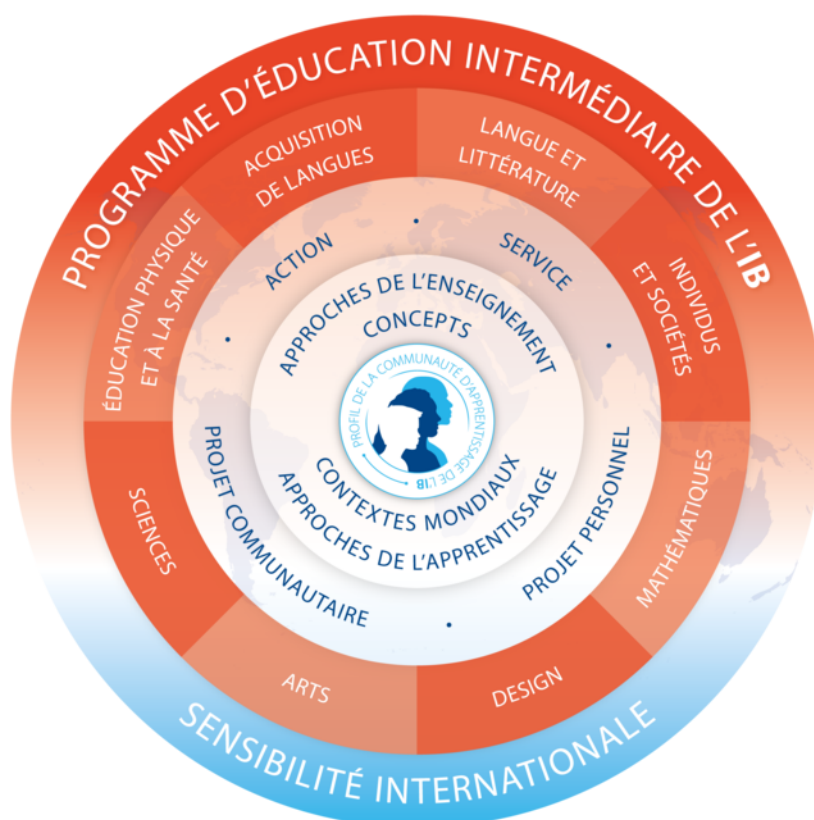 PROGRAMME D'ÉDUCATION INTERMÉDIAIRE DE L'IB
ACQUISITION
DE LANGUES
LANGUE ET
LITTÉRATURE
ÉDUCATION PHYSIQUE
ET À LA SANTÉ
INDIVIDUS
ET SOCIÉTÉS
SCIENCES
MATHÉMATIQUES
ARTS
DESIGN
ACTION
SERVICE
PROJET COMMUNAUTAIRE
PROJET PERSONNEL
APPROCHES DE L'ENSEIGNEMENT
CONCEPTS
PROFIL DE LA COMMUNAUTÉ D'APPRENTISSAGE DE L'IB
CONTEXTES MONDIAUX
APPROCHES DE L'APPRENTISSAGE
SENSIBILITÉ INTERNATIONALE